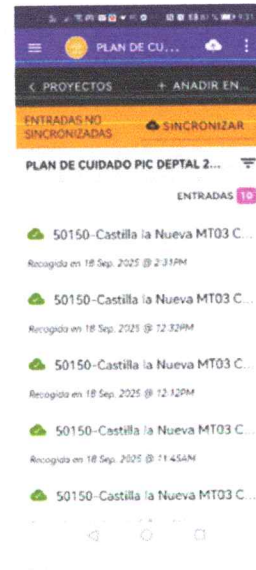 9:31
PLAN DE CU...
< PROYECTOS
+ ANADIR EN...
ENTRADAS NO
SINCRONIZADAS
SINCRONIZAR
PLAN DE CUIDADO PIC DEPTAL 2...
ENTRADAS 10
50150-Castilla la Nueva MT03 C...
Recogida en 18 Sep. 2025 @ 2:31PM
50150-Castilla la Nueva MT03 C...
Recogida en 18 Sep. 2025 @ 12:32PM
50150-Castilla la Nueva MT03 C...
Recogida en 18 Sep. 2025 @ 12:12PM
50150-Castilla la Nueva MT03 C...
Recogida en 18 Sep. 2025 @ 11:45AM
50150-Castilla la Nueva MT03 C...